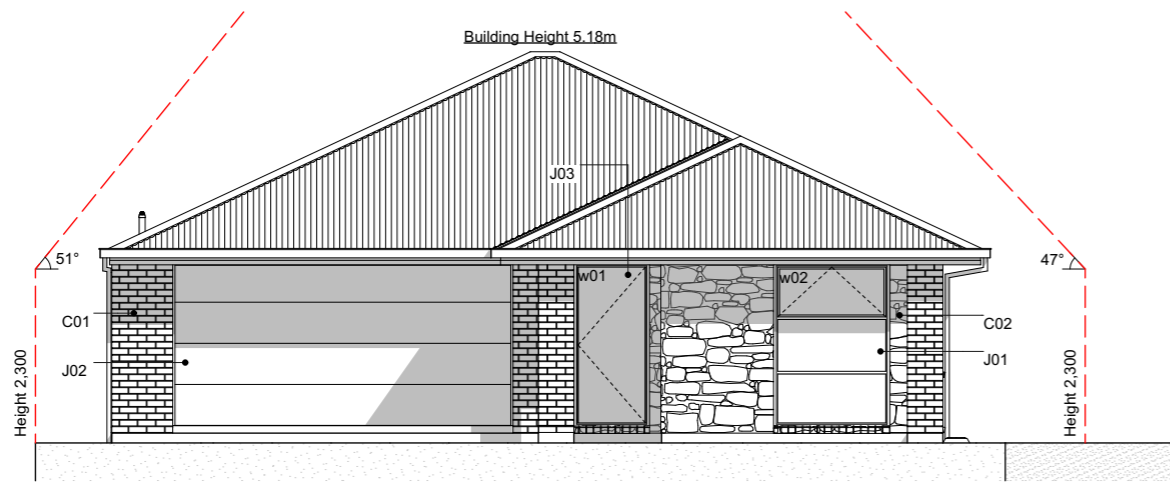 Building Height 5.18m
J03
51°
47°
w01
w02
C01
C02
J02
J01
Height 2,300
Height 2,300